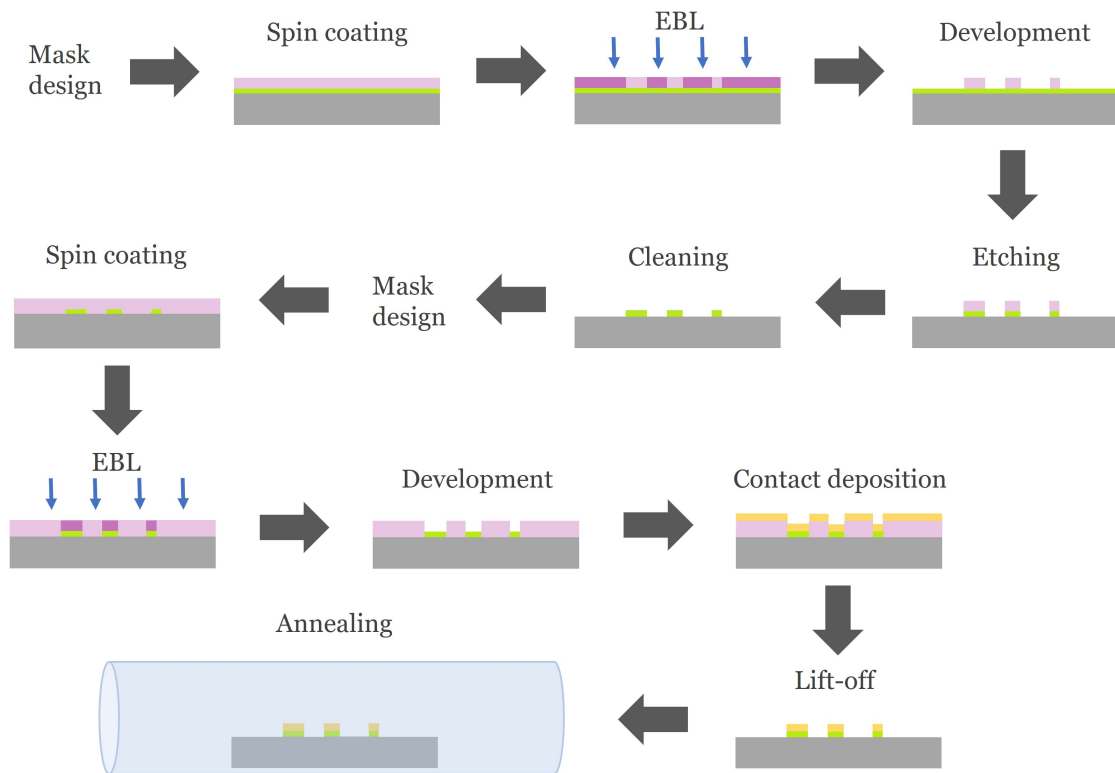 Mask
design
Spin coating
EBL
Development
Etching
Cleaning
Mask
design
Spin coating
EBL
Development
Contact deposition
Lift-off
Annealing